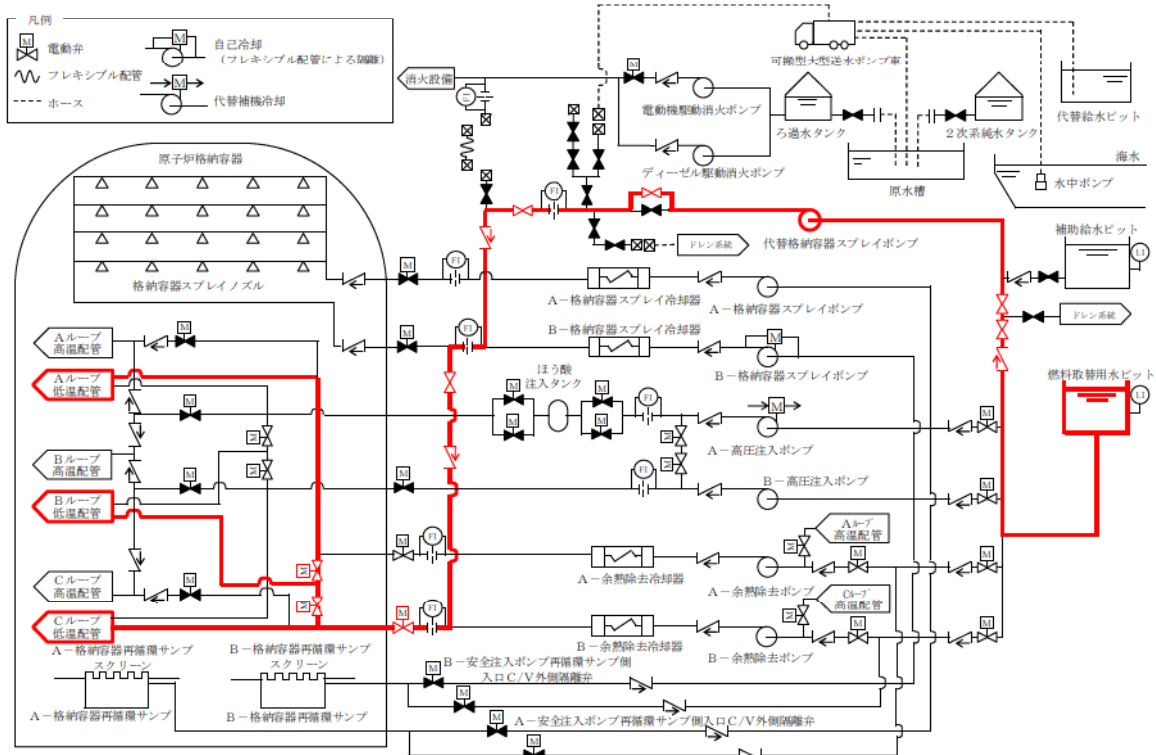 凡例
M
電動弁
フレキシブル配管
ホース
M
自己冷却
(フレキシブル配管による隔離)
M
代替補機冷却
消火設備
FI
M
電動機駆動消火ポンプ
ディーゼル駆動消火ポンプ
可搬型大型送水ポンプ車
ろ過水タンク
2次系純水タンク
代替給水ピット
原水槽
海水
水中ポンプ
原子炉格納容器
格納容器スプレイノズル
FI
代替格納容器スプレイポンプ
ドレン系統
補助給水ピット
LI
ドレン系統
燃料取替用水ピット
LI
M
FI
A-格納容器スプレイ冷却器
A-格納容器スプレイポンプ
M
FI
B-格納容器スプレイ冷却器
M
B-格納容器スプレイポンプ
Aループ
高温配管
M
Aループ
低温配管
ほう酸
注入タンク
M
M
M
M
M
FI
M
A-高圧注入ポンプ
M
M
M
M
M
Bループ
高温配管
M
M
FI
B-高圧注入ポンプ
M
Bループ
低温配管
M
FI
A-余熱除去冷却器
A-余熱除去ポンプ
Aループ
高温配管
M
M
M
M
Cループ
高温配管
M
M
Cループ
低温配管
M
FI
B-余熱除去冷却器
B-余熱除去ポンプ
Cループ
高温配管
M
M
M
A-格納容器再循環サンプ
スクリーン
B-格納容器再循環サンプ
スクリーン
A-格納容器再循環サンプ
B-格納容器再循環サンプ
B-安全注入ポンプ再循環サンプ側
入口C/V外側隔離弁
M
M
A-安全注入ポンプ再循環サンプ側入口C/V外側隔離弁
M
M